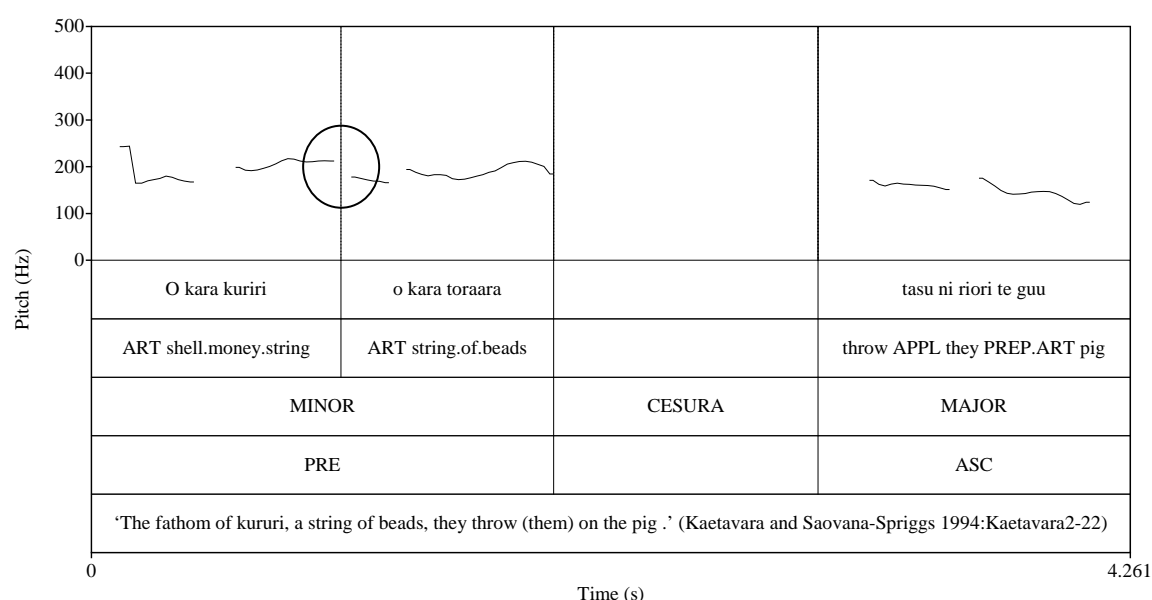 500
400
300
200
100
0
Pitch (Hz)
O kara kuriri o kara toraara tasu ni riori te guu
ART shell.money.string ART string.of.beads throw APPL they PREP.ART pig
MINOR CESURA MAJOR
PRE ASC
‘The fathom of kururi, a string of beads, they throw (them) on the pig .’ (Kaetavara and Saovana-Spriggs 1994:Kaetavara2-22)
0 4.261
Time (s)